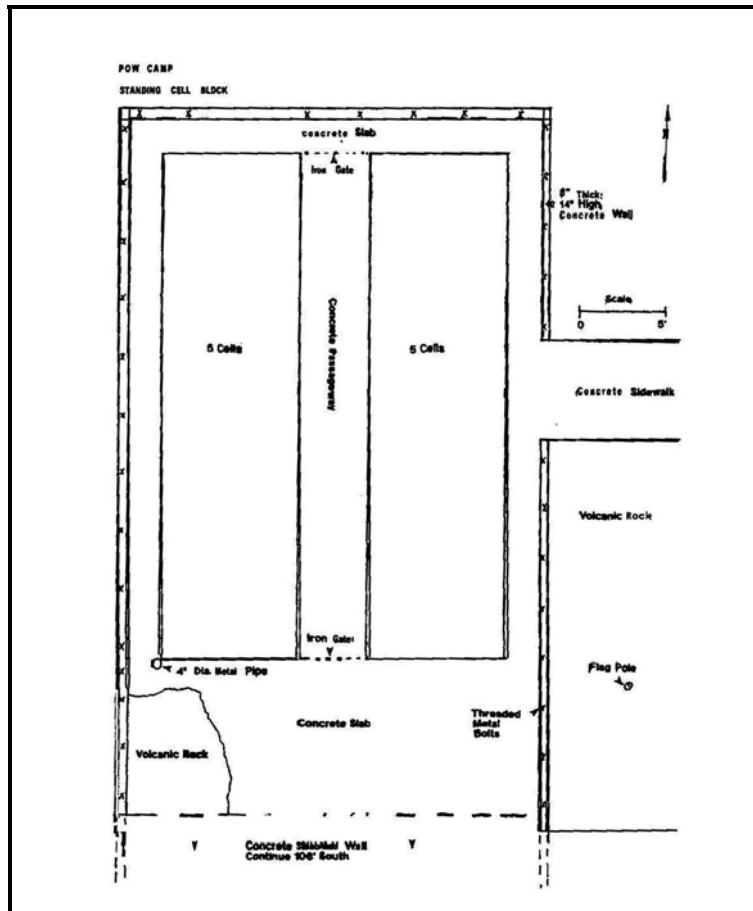 POW CAMP
STANDING CELL BLOCK
Concrete Slab
Iron Gate
N
8" Thick
14" High
Concrete Wall
Scale
0 5'
5 Cells
Concrete Passageway
5 Cells
Concrete Sidewalk
Volcanic Rock
Iron Gate
4" Dia. Metal Pipe
Flag Pole
Threaded
Metal
Bolts
Concrete Slab
Volcanic Rock
Concrete Wall
Continue 106' South